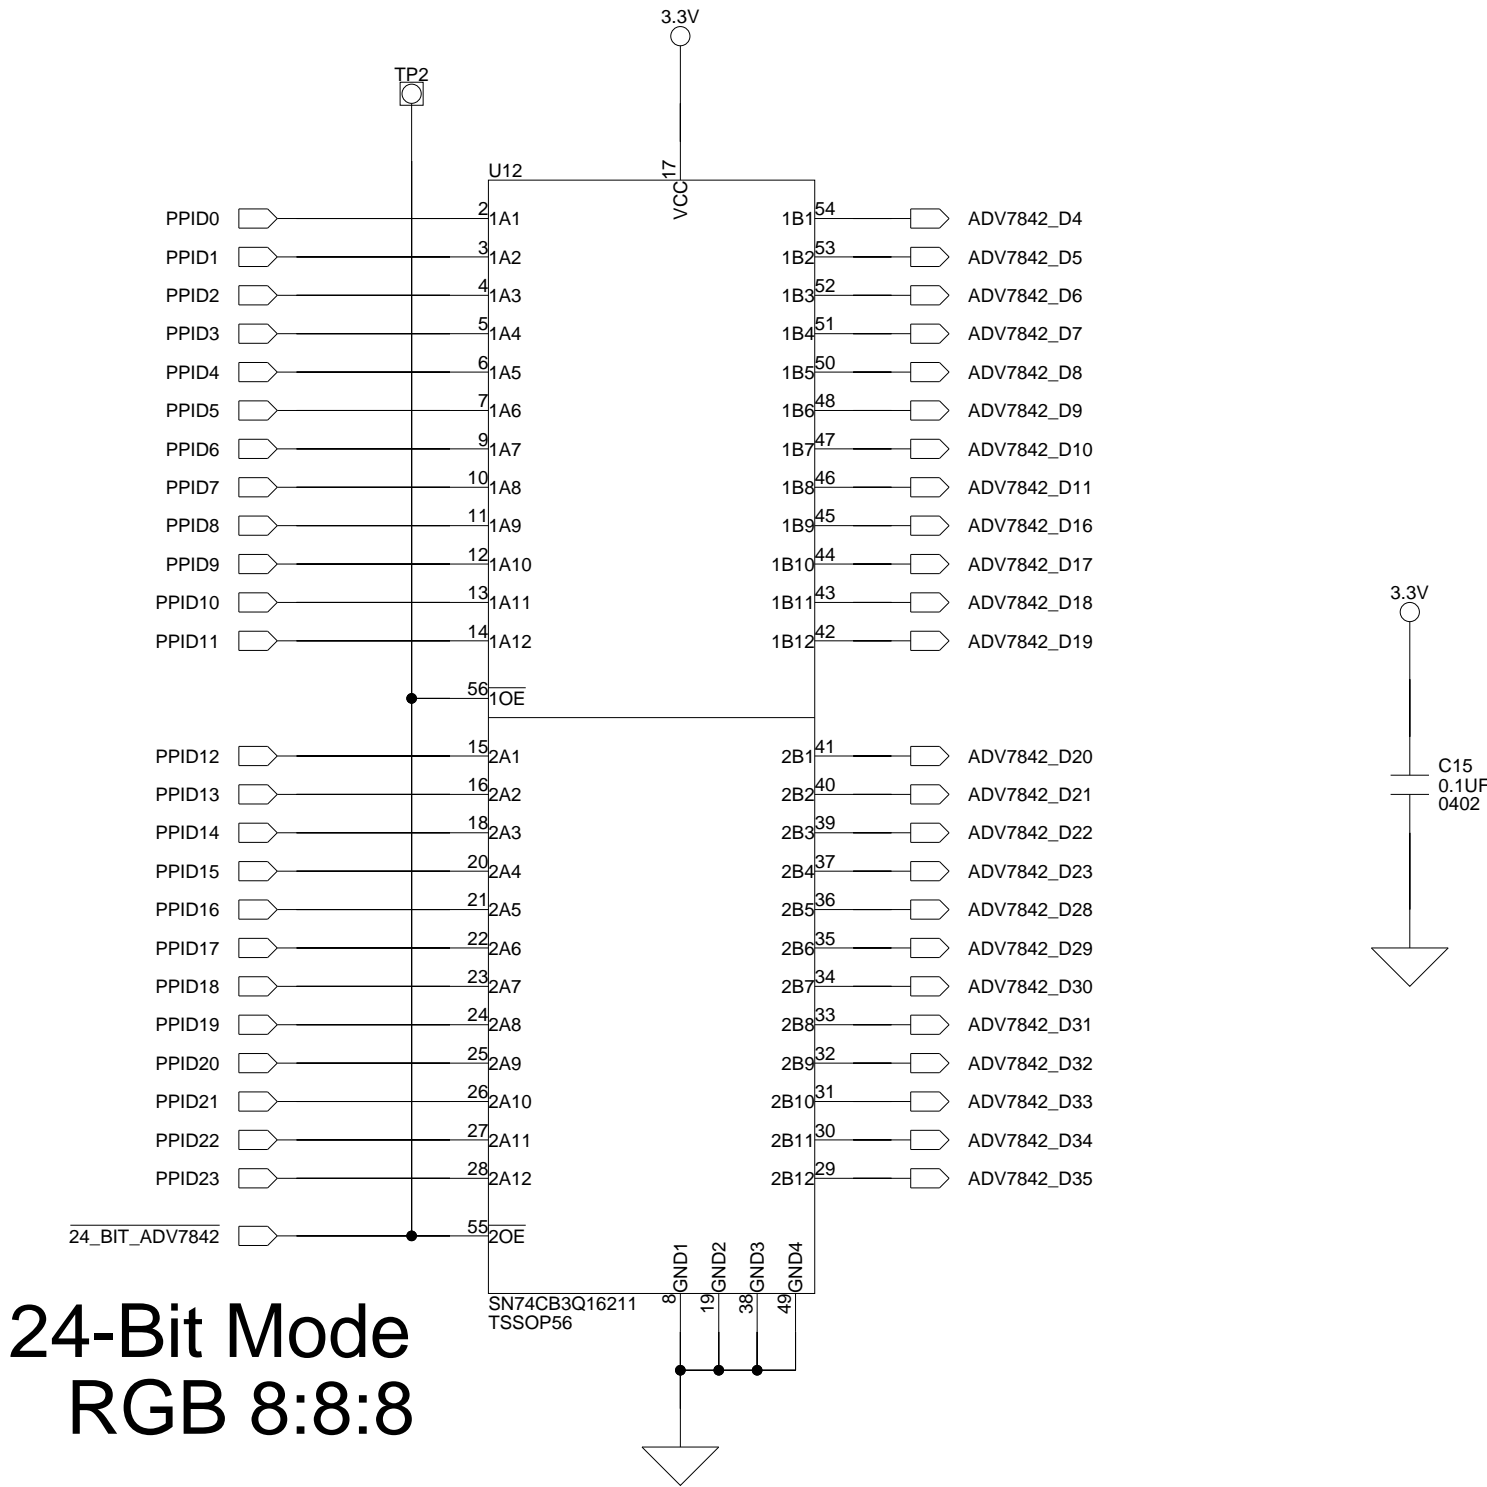 3.3V
TP2
U12
17
VCC
PPID0 2 1A1 1B1 54 ADV7842_D4
PPID1 3 1A2 1B2 53 ADV7842_D5
PPID2 4 1A3 1B3 52 ADV7842_D6
PPID3 5 1A4 1B4 51 ADV7842_D7
PPID4 6 1A5 1B5 50 ADV7842_D8
PPID5 7 1A6 1B6 48 ADV7842_D9
PPID6 9 1A7 1B7 47 ADV7842_D10
PPID7 10 1A8 1B8 46 ADV7842_D11
PPID8 11 1A9 1B9 45 ADV7842_D16
PPID9 12 1A10 1B10 44 ADV7842_D17
PPID10 13 1A11 1B11 43 ADV7842_D18
PPID11 14 1A12 1B12 42 ADV7842_D19
56 1OE
PPID12 15 2A1 2B1 41 ADV7842_D20
PPID13 16 2A2 2B2 40 ADV7842_D21
PPID14 18 2A3 2B3 39 ADV7842_D22
PPID15 20 2A4 2B4 37 ADV7842_D23
PPID16 21 2A5 2B5 36 ADV7842_D28
PPID17 22 2A6 2B6 35 ADV7842_D29
PPID18 23 2A7 2B7 34 ADV7842_D30
PPID19 24 2A8 2B8 33 ADV7842_D31
PPID20 25 2A9 2B9 32 ADV7842_D32
PPID21 26 2A10 2B10 31 ADV7842_D33
PPID22 27 2A11 2B11 30 ADV7842_D34
PPID23 28 2A12 2B12 29 ADV7842_D35
24_BIT_ADV7842 55 2OE
GND1 GND2 GND3 GND4
8 19 38 49
SN74CB3Q16211
TSSOP56
3.3V
C15
0.1UF
0402
24-Bit Mode
RGB 8:8:8